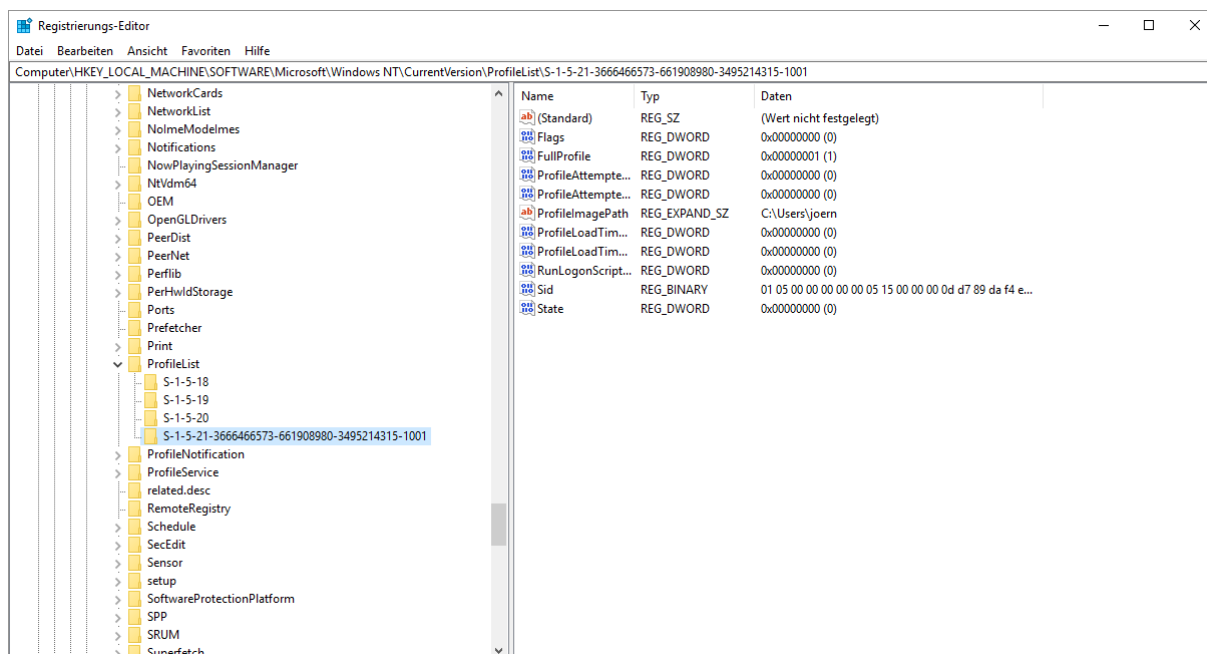 Registrierungs-Editor
Datei Bearbeiten Ansicht Favoriten Hilfe
Computer\HKEY_LOCAL_MACHINE\SOFTWARE\Microsoft\Windows NT\CurrentVersion\ProfileList\S-1-5-21-3666466573-661908980-3495214315-1001
NetworkCards
NetworkList
NoImeModeImes
Notifications
NowPlayingSessionManager
NtVdm64
OEM
OpenGLDrivers
PeerDist
PeerNet
Perflib
PerHwIdStorage
Ports
Prefetcher
Print
ProfileList
S-1-5-18
S-1-5-19
S-1-5-20
S-1-5-21-3666466573-661908980-3495214315-1001
ProfileNotification
ProfileService
related.desc
RemoteRegistry
Schedule
SecEdit
Sensor
setup
SoftwareProtectionPlatform
SPP
SRUM
Superfetch
Name Typ Daten
(Standard) REG_SZ (Wert nicht festgelegt)
Flags REG_DWORD 0x00000000 (0)
FullProfile REG_DWORD 0x00000001 (1)
ProfileAttempte... REG_DWORD 0x00000000 (0)
ProfileAttempte... REG_DWORD 0x00000000 (0)
ProfileImagePath REG_EXPAND_SZ C:\Users\joern
ProfileLoadTim... REG_DWORD 0x00000000 (0)
ProfileLoadTim... REG_DWORD 0x00000000 (0)
RunLogonScript... REG_DWORD 0x00000000 (0)
Sid REG_BINARY 01 05 00 00 00 00 00 05 15 00 00 00 0d d7 89 da f4 e...
State REG_DWORD 0x00000000 (0)